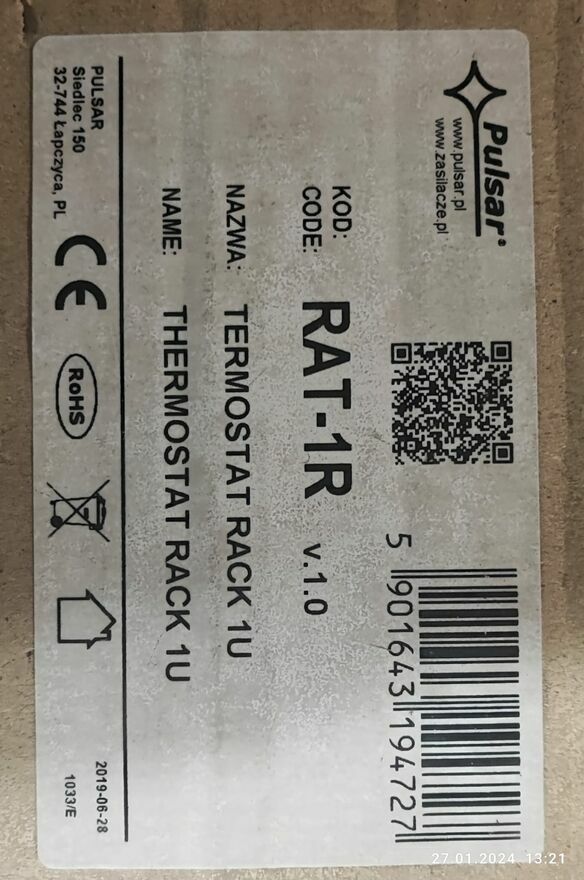 Pulsar®
www.pulsar.pl
www.zasilacze.pl
5 901643 194727
KOD:
CODE: RAT-1R v.1.0
NAZWA: TERMOSTAT RACK 1U
NAME: THERMOSTAT RACK 1U
PULSAR
Siedlec 150
32-744 Łapczyca, PL
CE
RoHS
2019-06-28
1033/E
27.01.2024 13:21